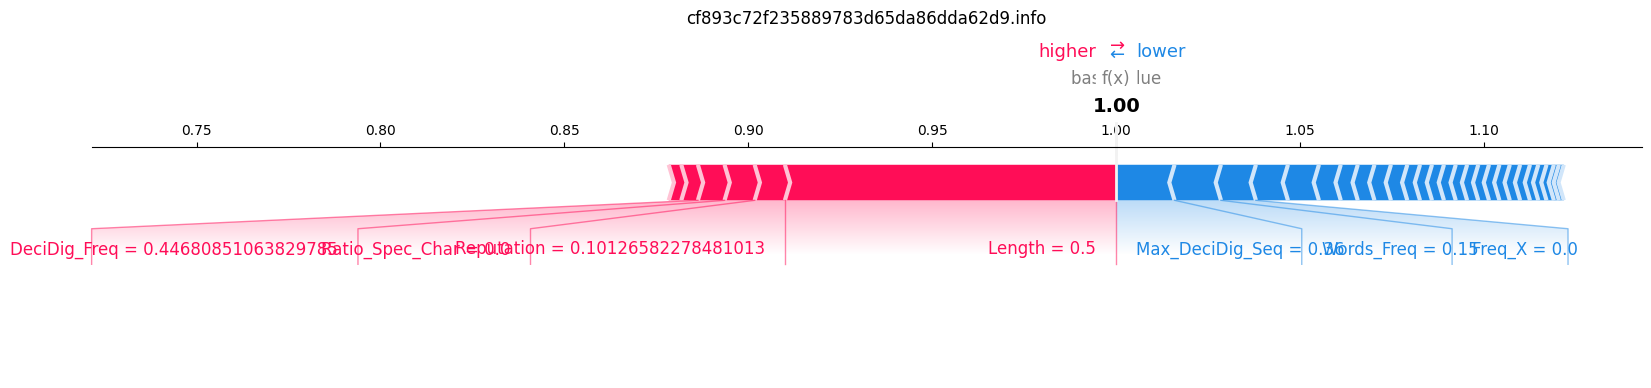 cf893c72f235889783d65da86dda62d9.info
higher ⇄ lower
f(x) lue
1.00
0.75 0.80 0.85 0.90 0.95 1.00 1.05 1.10
DeciDig_Freq = 0.44680851063829785 Ratio_Spec_Char = 0.0 Reputation = 0.10126582278481013 Length = 0.5 Max_DeciDig_Seq = Words_Freq = 0.15 Freq_X = 0.0